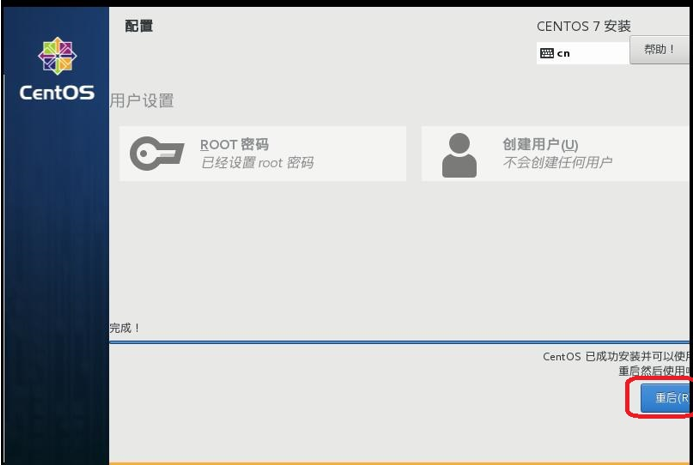 配置
CENTOS 7 安装
cn
帮助！
CentOS
用户设置
ROOT 密码
已经设置 root 密码
创建用户(U)
不会创建任何用户
完成！
CentOS 已成功安装并可以使
重启然后使用
重启(R